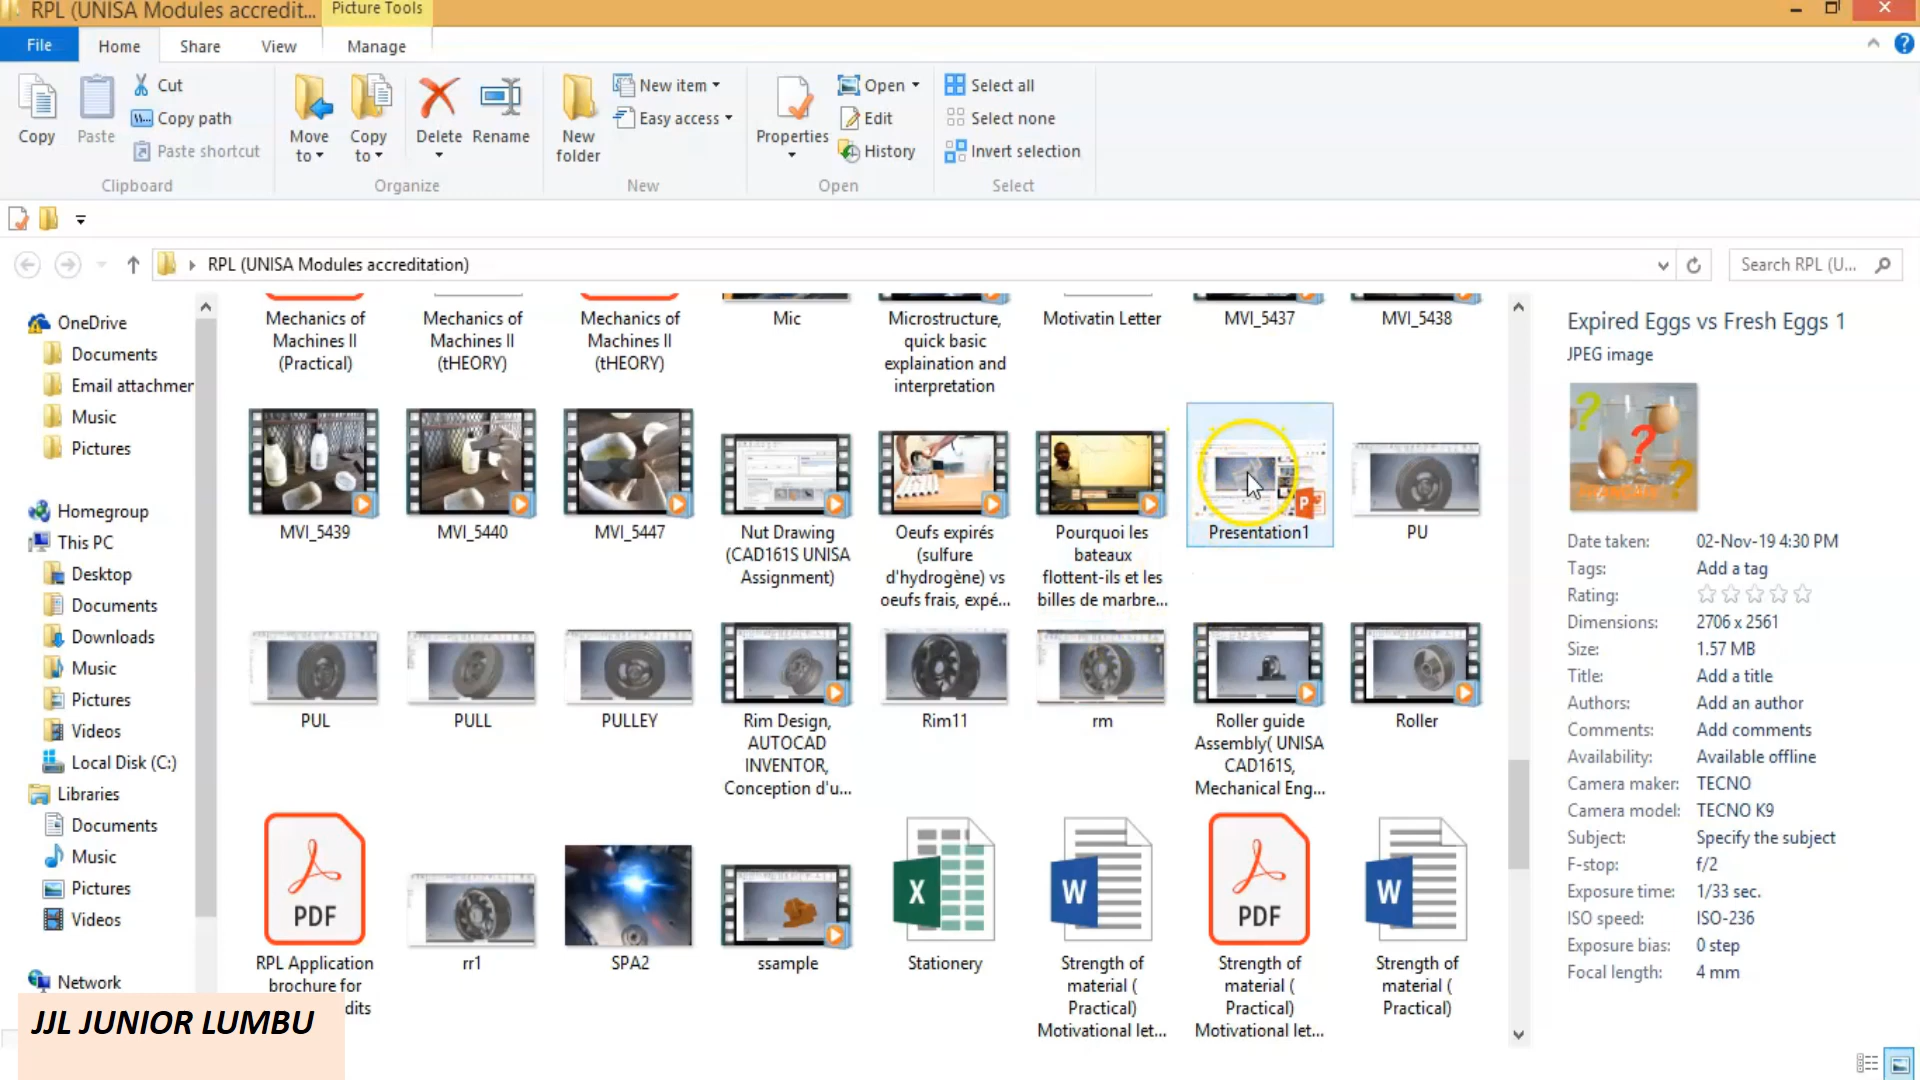 RPL (UNISA Modules accredit...
Picture Tools
File
Home
Share
View
Manage
Copy
Paste
Cut
Copy path
Paste shortcut
Clipboard
Move
to
Copy
to
Delete
Rename
Organize
New
folder
New item
Easy access
New
Properties
Open
Edit
History
Open
Select all
Select none
Invert selection
Select
RPL (UNISA Modules accreditation)
Search RPL (U...
OneDrive
Documents
Email attachmer
Music
Pictures
Homegroup
This PC
Desktop
Documents
Downloads
Music
Pictures
Videos
Local Disk (C:)
Libraries
Documents
Music
Pictures
Videos
Network
Mechanics of
Machines II
(Practical)
Mechanics of
Machines II
(tHEORY)
Mechanics of
Machines II
(tHEORY)
Mic
Microstructure,
quick basic
explaination and
interpretation
Motivatin Letter
MVI_5437
MVI_5438
MVI_5439
MVI_5440
MVI_5447
Nut Drawing
(CAD161S UNISA
Assignment)
Oeufs expirés
(sulfure
d'hydrogène) vs
oeufs frais, expé...
Pourquoi les
bateaux
flottent-ils et les
billes de marbre...
Presentation1
PU
PUL
PULL
PULLEY
Rim Design,
AUTOCAD
INVENTOR,
Conception d'u...
Rim11
rm
Roller guide
Assembly( UNISA
CAD161S,
Mechanical Eng...
Roller
PDF
RPL Application
brochure for
dits
rr1
SPA2
ssample
X
Stationery
W
Strength of
material (
Practical)
Motivational let...
PDF
Strength of
material (
Practical)
Motivational let...
W
Strength of
material (
Practical)
Expired Eggs vs Fresh Eggs 1
JPEG image
Date taken: 02-Nov-19 4:30 PM
Tags: Add a tag
Rating:
Dimensions: 2706 x 2561
Size: 1.57 MB
Title: Add a title
Authors: Add an author
Comments: Add comments
Availability: Available offline
Camera maker: TECNO
Camera model: TECNO K9
Subject: Specify the subject
F-stop: f/2
Exposure time: 1/33 sec.
ISO speed: ISO-236
Exposure bias: 0 step
Focal length: 4 mm
JJL JUNIOR LUMBU